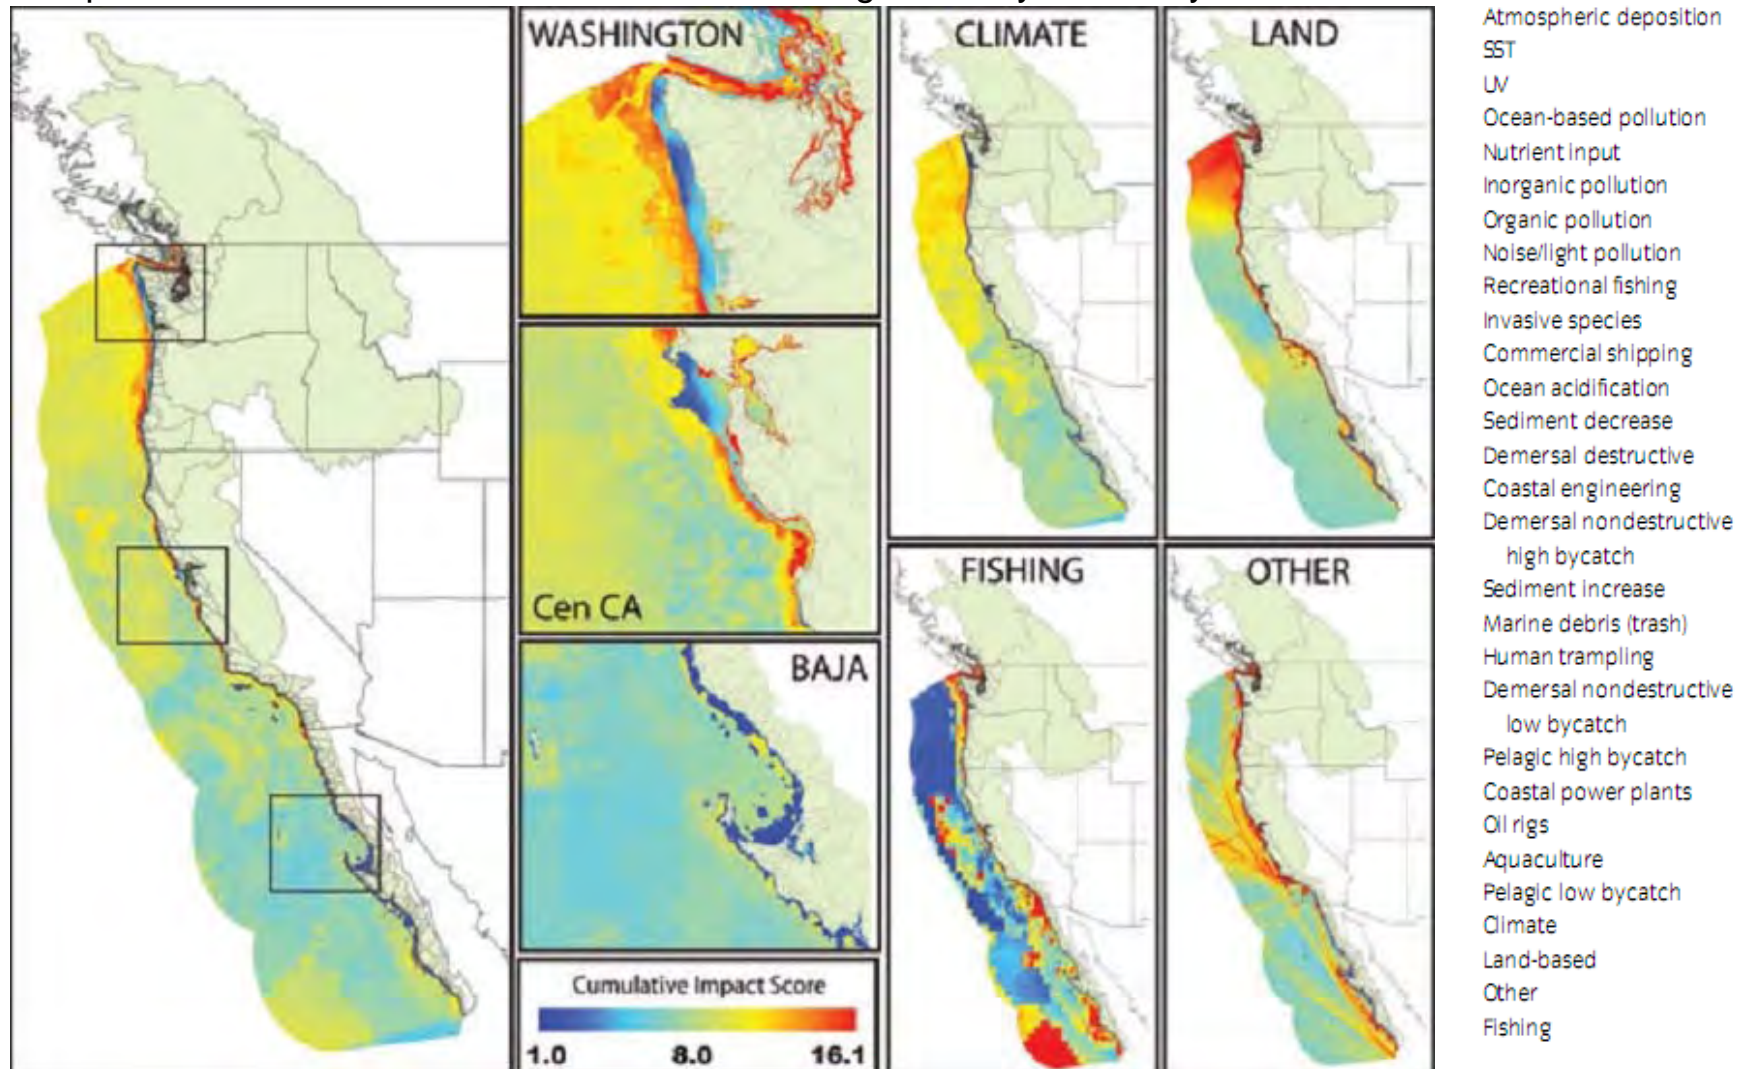 WASHINGTON
Cen CA
BAJA
Cumulative Impact Score
1.0 8.0 16.1
CLIMATE
LAND
FISHING
OTHER
Atmospheric deposition
SST
UV
Ocean-based pollution
Nutrient input
Inorganic pollution
Organic pollution
Noise/light pollution
Recreational fishing
Invasive species
Commercial shipping
Ocean acidification
Sediment decrease
Demersal destructive
Coastal engineering
Demersal nondestructive
high bycatch
Sediment increase
Marine debris (trash)
Human trampling
Demersal nondestructive
low bycatch
Pelagic high bycatch
Coastal power plants
Oil rigs
Aquaculture
Pelagic low bycatch
Climate
Land-based
Other
Fishing